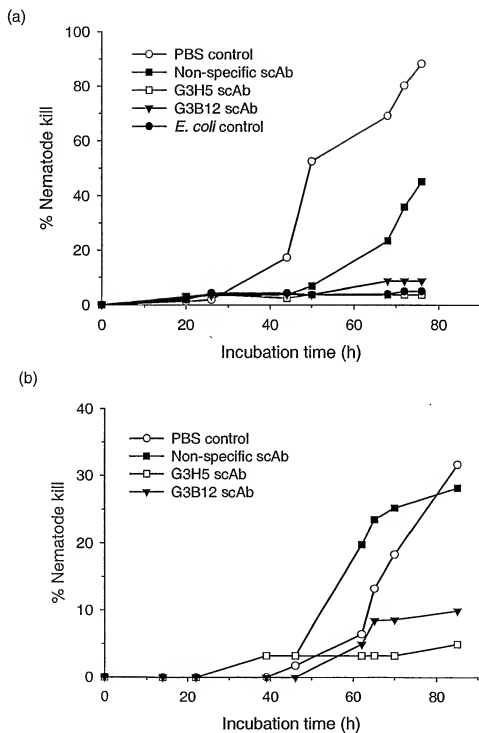 (a)
100
80
60
40
20
0
% Nematode kill
PBS control
Non-specific scAb
G3H5 scAb
G3B12 scAb
E. coli control
0 20 40 60 80
Incubation time (h)
(b)
40
30
20
10
0
% Nematode kill
PBS control
Non-specific scAb
G3H5 scAb
G3B12 scAb
0 20 40 60 80
Incubation time (h)